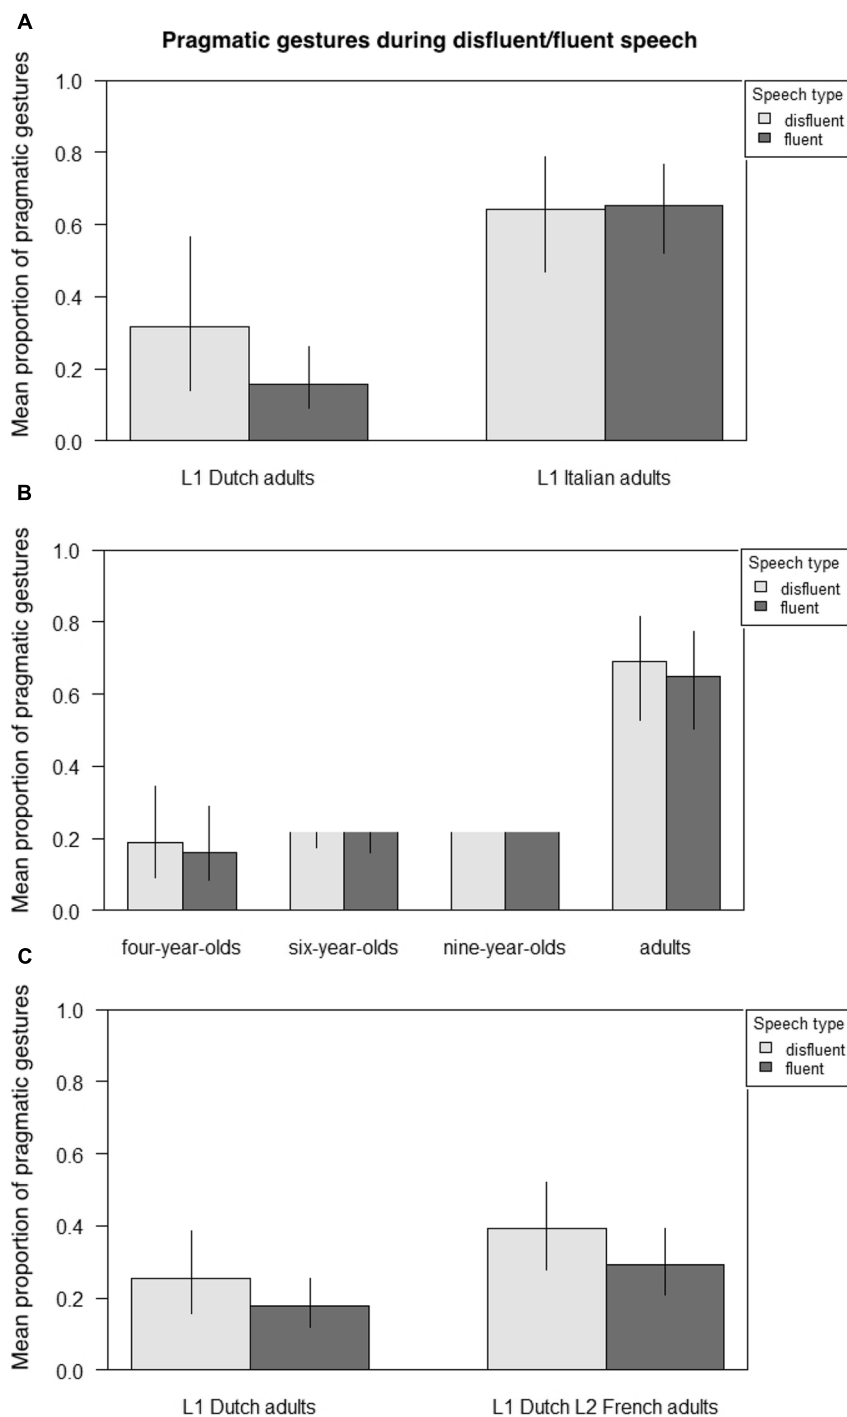 A
Pragmatic gestures during disfluent/fluent speech
Mean proportion of pragmatic gestures
1.0
0.8
0.6
0.4
0.2
0.0
Speech type
disfluent
fluent
L1 Dutch adults
L1 Italian adults
B
Mean proportion of pragmatic gestures
1.0
0.8
0.6
0.4
0.2
0.0
Speech type
disfluent
fluent
four-year-olds
six-year-olds
nine-year-olds
adults
C
Mean proportion of pragmatic gestures
1.0
0.8
0.6
0.4
0.2
0.0
Speech type
disfluent
fluent
L1 Dutch adults
L1 Dutch L2 French adults